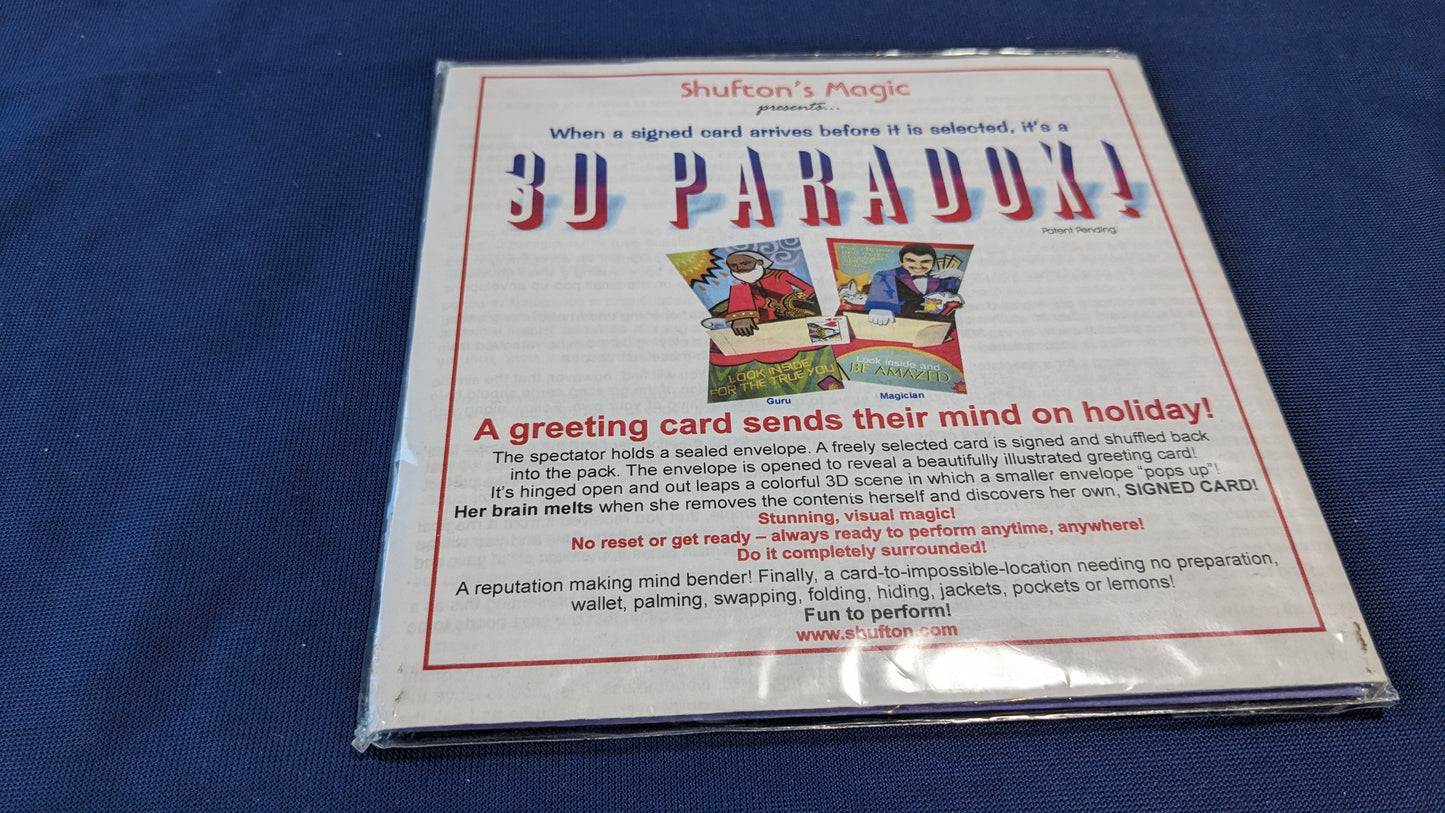 Shufton's Magic
presents...
When a signed card arrives before it is selected, it's a
3D PARADOX!
Patent Pending
LOOK INSIDE
FOR THE TRUE YOU
Look inside and
BE AMAZED
Guru
Magician
A greeting card sends their mind on holiday!
The spectator holds a sealed envelope. A freely selected card is signed and shuffled back
into the pack. The envelope is opened to reveal a beautifully illustrated greeting card!
It's hinged open and out leaps a colorful 3D scene in which a smaller envelope "pops up"!
Her brain melts when she removes the contents herself and discovers her own, SIGNED CARD!
Stunning, visual magic!
No reset or get ready – always ready to perform anytime, anywhere!
Do it completely surrounded!
A reputation making mind bender! Finally, a card-to-impossible-location needing no preparation,
wallet, palming, swapping, folding, hiding, jackets, pockets or lemons!
Fun to perform!
www.shufton.com